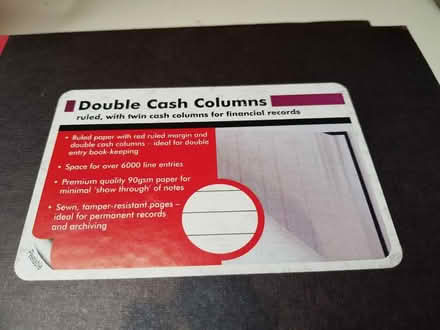 Double Cash Columns
ruled, with twin cash columns for financial records
• Ruled paper with red ruled margin and
double cash columns - ideal for double
entry book-keeping
• Space for over 6000 line entries
• Premium quality 90gsm paper for
minimal 'show through' of notes
• Sewn, tamper-resistant pages –
ideal for permanent records
and archiving